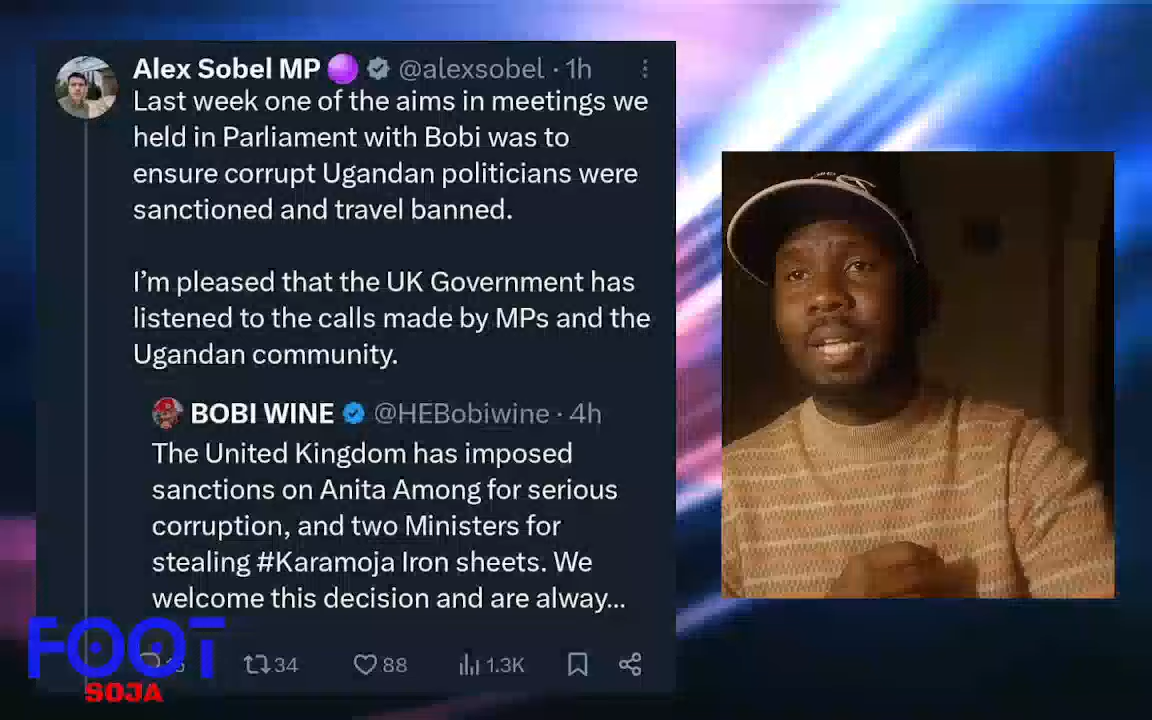 Alex Sobel MP @alexsobel · 1h
Last week one of the aims in meetings we
held in Parliament with Bobi was to
ensure corrupt Ugandan politicians were
sanctioned and travel banned.
I'm pleased that the UK Government has
listened to the calls made by MPs and the
Ugandan community.
BOBI WINE @HEBobiwine · 4h
The United Kingdom has imposed
sanctions on Anita Among for serious
corruption, and two Ministers for
stealing #Karamoja Iron sheets. We
welcome this decision and are alway...
34 88 1.3K
FOOT
SOJA